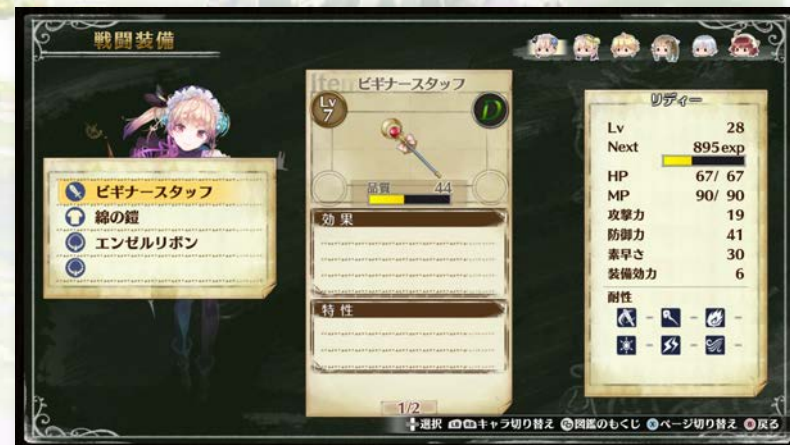 戦闘装備
ビギナースタッフ
綿の鎧
エンゼルリボン
Item
ビギナースタッフ
Lv
7
D
品質 44
効果
特性
1/2
リディー
Lv 28
Next 895 exp
HP 67/ 67
MP 90/ 90
攻撃力 19
防御力 41
素早さ 30
装備効力 6
耐性
- - -
- - -
選択 LB RB キャラ切り替え 図鑑のもくじ X ページ切り替え B 戻る